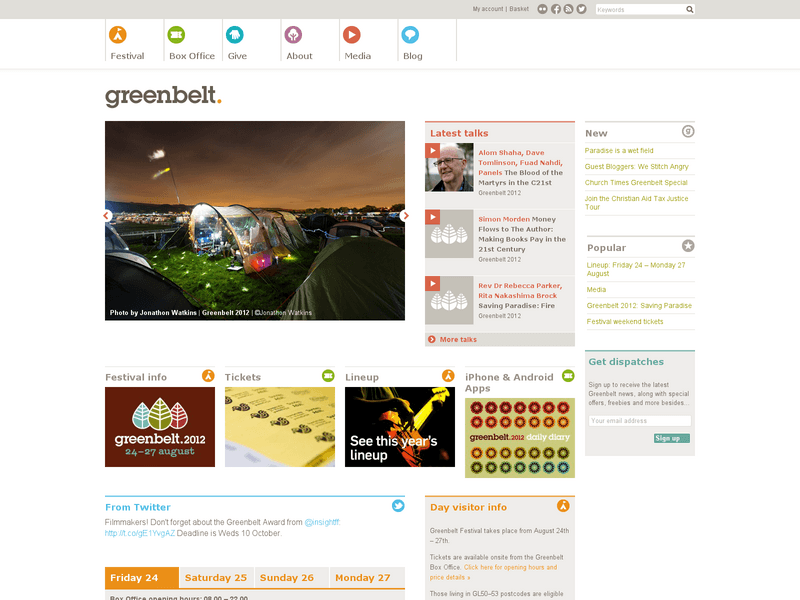 My account | Basket
Keywords
Festival
Box Office
Give
About
Media
Blog
greenbelt.
Photo by Jonathon Watkins | Greenbelt 2012 | ©Jonathon Watkins
Latest talks
Alom Shaha, Dave
Tomlinson, Fuad Nahdi,
Panels The Blood of the
Martyrs in the C21st
Greenbelt 2012
Simon Morden Money
Flows to The Author:
Making Books Pay in the
21st Century
Greenbelt 2012
Rev Dr Rebecca Parker,
Rita Nakashima Brock
Saving Paradise: Fire
Greenbelt 2012
More talks
New
Paradise is a wet field
Guest Bloggers: We Stitch Angry
Church Times Greenbelt Special
Join the Christian Aid Tax Justice
Tour
Popular
Lineup: Friday 24 – Monday 27
August
Media
Greenbelt 2012: Saving Paradise
Festival weekend tickets
Get dispatches
Sign up to receive the latest
Greenbelt news, along with special
offers, freebies and more besides...
Your email address
Sign up
Festival info
greenbelt.2012
24-27 august
Tickets
Lineup
See this year's
lineup
iPhone & Android
Apps
greenbelt.2012 daily diary
From Twitter
Filmmakers! Don't forget about the Greenbelt Award from @insightff:
http://t.co/gE1YvgAZ Deadline is Weds 10 October.
Day visitor info
Greenbelt Festival takes place from August 24th
– 27th.
Tickets are available onsite from the Greenbelt
Box Office. Click here for opening hours and
price details »
Those living in GL50–53 postcodes are eligible
Friday 24
Saturday 25
Sunday 26
Monday 27
Box Office opening hours: 08.00 – 22.00